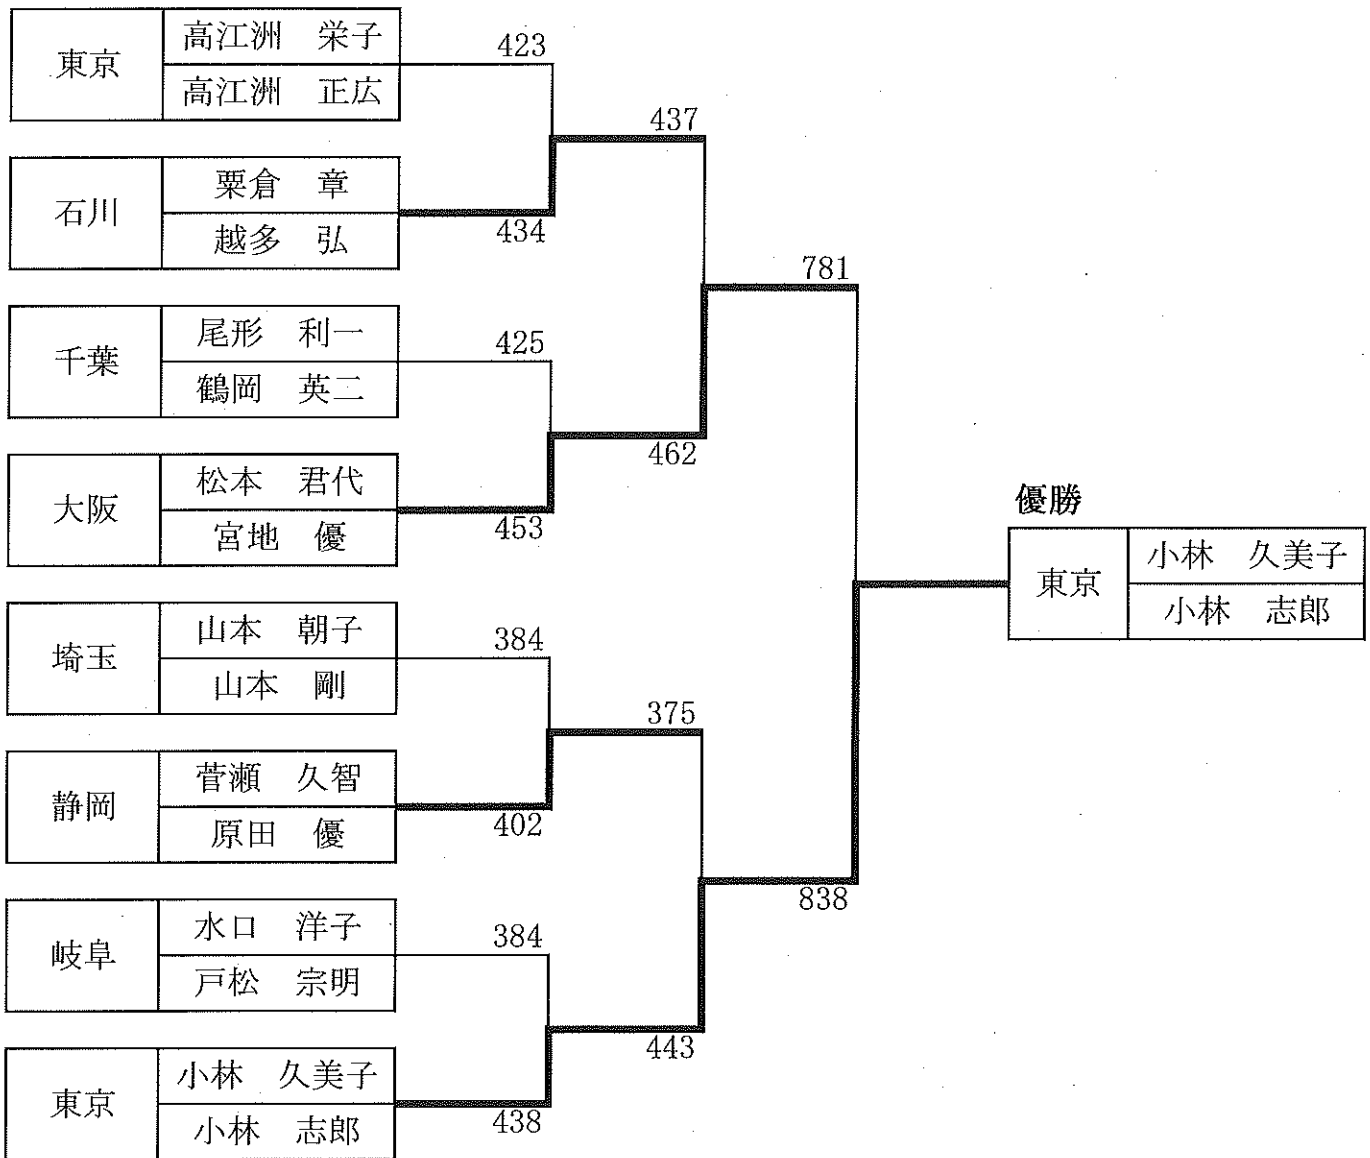 東京
高江洲 栄子
高江洲 正広
423
437
石川
粟倉 章
越多 弘
434
781
千葉
尾形 利一
鶴岡 英二
425
462
大阪
松本 君代
宮地 優
453
優勝
東京
小林 久美子
小林 志郎
埼玉
山本 朝子
山本 剛
384
375
静岡
菅瀬 久智
原田 優
402
838
岐阜
水口 洋子
戸松 宗明
384
443
東京
小林 久美子
小林 志郎
438